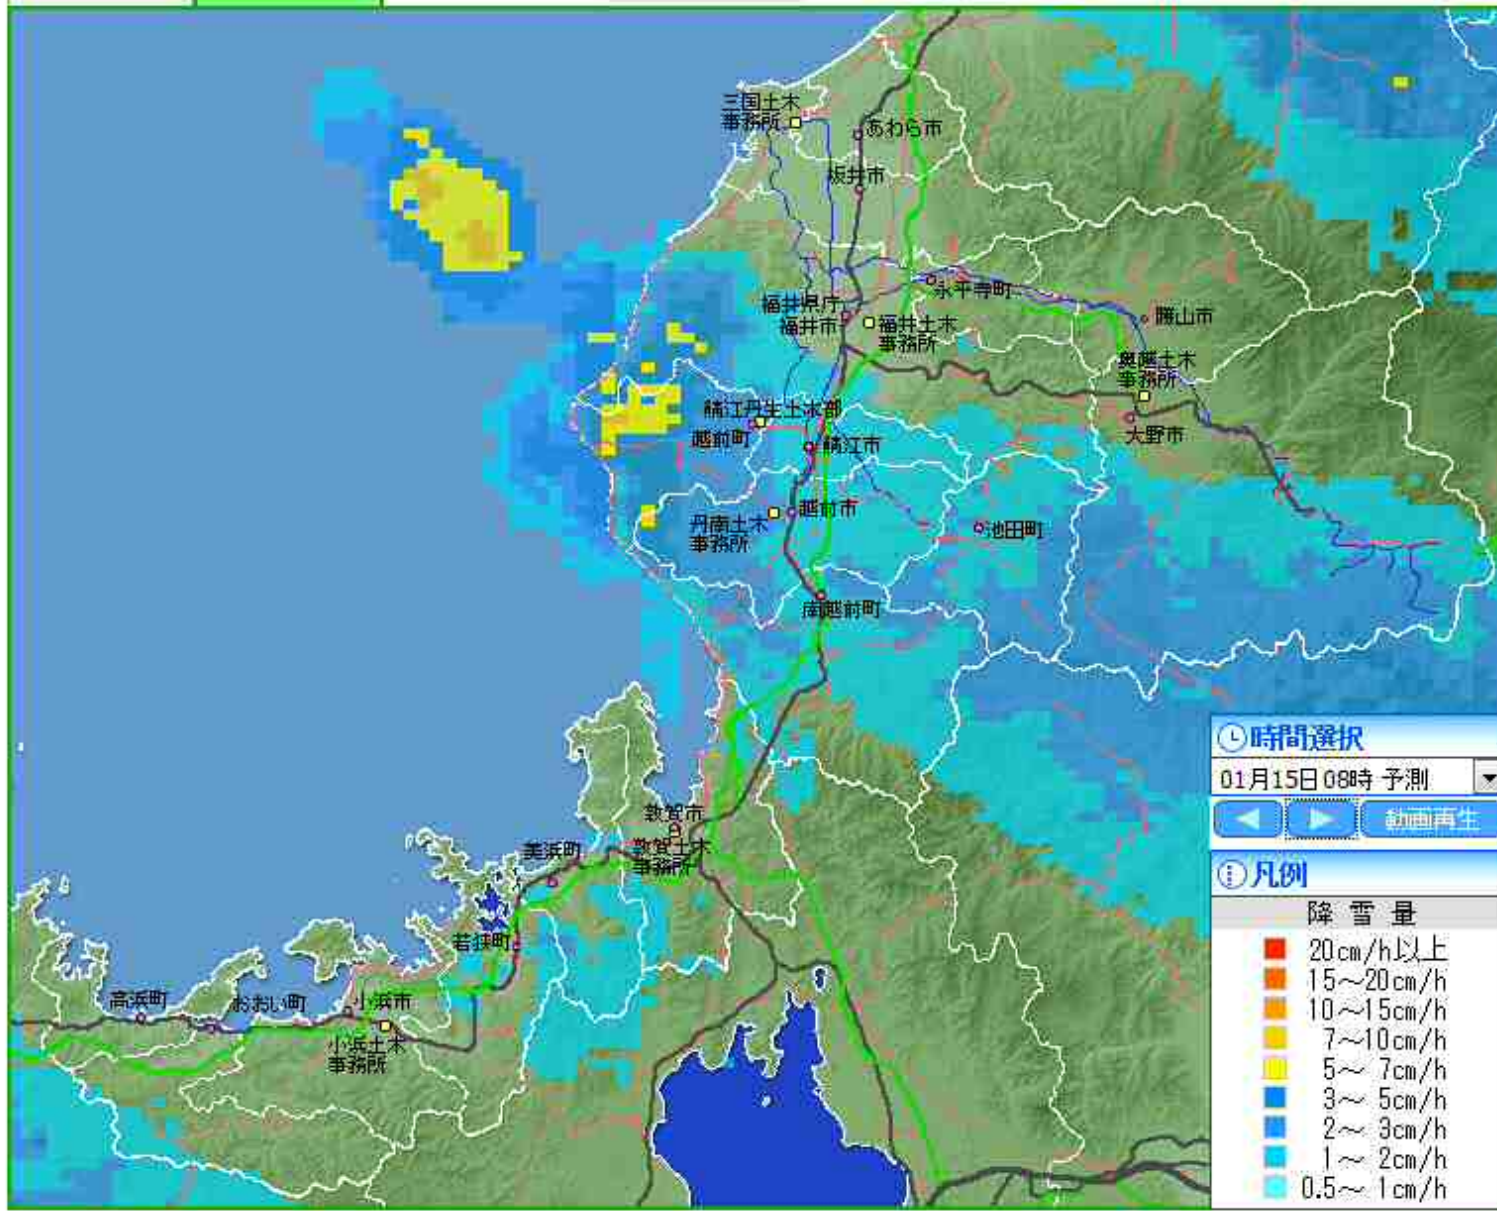 三国土木
事務所
あわら市
坂井市
永平寺町
福井県庁
福井市
福井土木
事務所
勝山市
奥越土木
事務所
大野市
鯖江丹生土木部
越前町
鯖江市
越前市
丹南土木
事務所
池田町
南越前町
敦賀市
敦賀土木
事務所
美浜町
若狭町
高浜町
おおい町
小浜市
小浜土木
事務所
時間選択
01月15日08時 予測
動画再生
凡例
降雪量
20cm/h以上
15～20cm/h
10～15cm/h
7～10cm/h
5～ 7cm/h
3～ 5cm/h
2～ 3cm/h
1～ 2cm/h
0.5～ 1cm/h